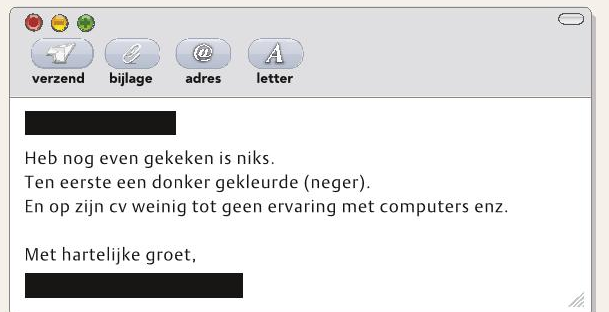 verzend bijlage adres letter
Heb nog even gekeken is niks.
Ten eerste een donker gekleurde (neger).
En op zijn cv weinig tot geen ervaring met computers enz.
Met hartelijke groet,